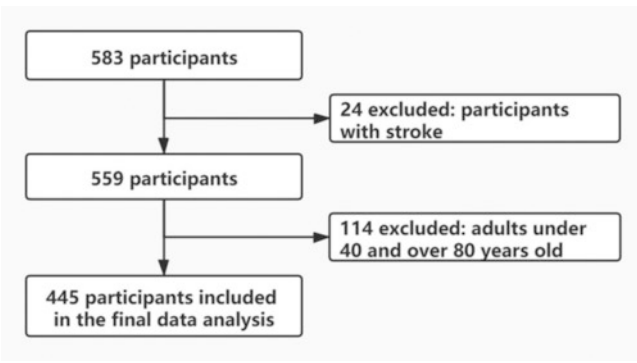 583 participants
24 excluded: participants
with stroke
559 participants
114 excluded: adults under
40 and over 80 years old
445 participants included
in the final data analysis